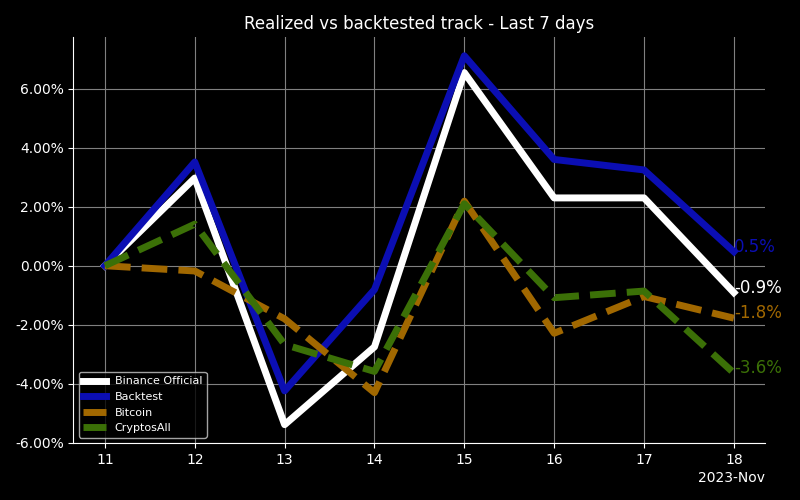 Realized vs backtested track - Last 7 days
6.00%
4.00%
2.00%
0.00%
-2.00%
-4.00%
-6.00%
0.5%
-0.9%
-1.8%
-3.6%
Binance Official
Backtest
Bitcoin
CryptosAll
11 12 13 14 15 16 17 18
2023-Nov